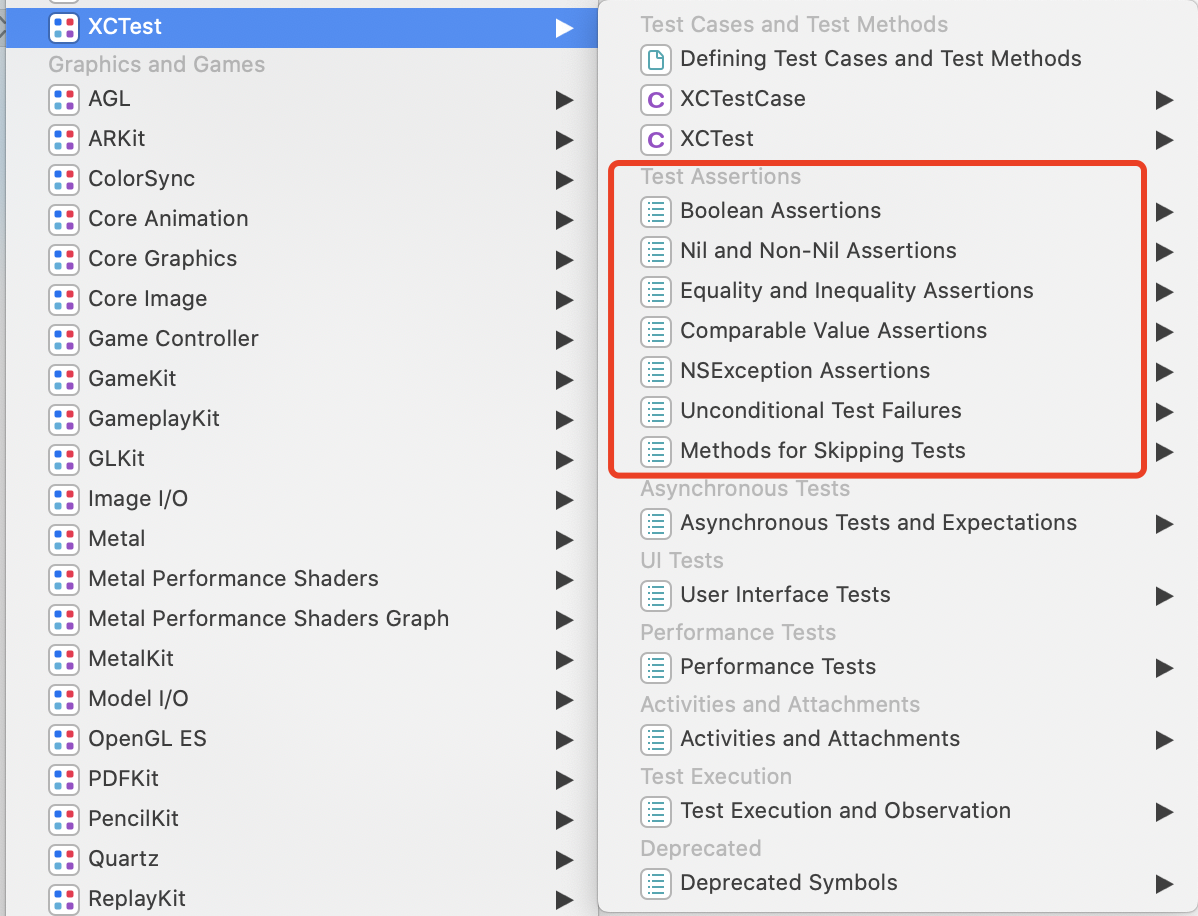 XCTest
Graphics and Games
AGL
ARKit
ColorSync
Core Animation
Core Graphics
Core Image
Game Controller
GameKit
GameplayKit
GLKit
Image I/O
Metal
Metal Performance Shaders
Metal Performance Shaders Graph
MetalKit
Model I/O
OpenGL ES
PDFKit
PencilKit
Quartz
ReplayKit
Test Cases and Test Methods
Defining Test Cases and Test Methods
C XCTestCase
C XCTest
Test Assertions
Boolean Assertions
Nil and Non-Nil Assertions
Equality and Inequality Assertions
Comparable Value Assertions
NSException Assertions
Unconditional Test Failures
Methods for Skipping Tests
Asynchronous Tests
Asynchronous Tests and Expectations
UI Tests
User Interface Tests
Performance Tests
Performance Tests
Activities and Attachments
Activities and Attachments
Test Execution
Test Execution and Observation
Deprecated
Deprecated Symbols